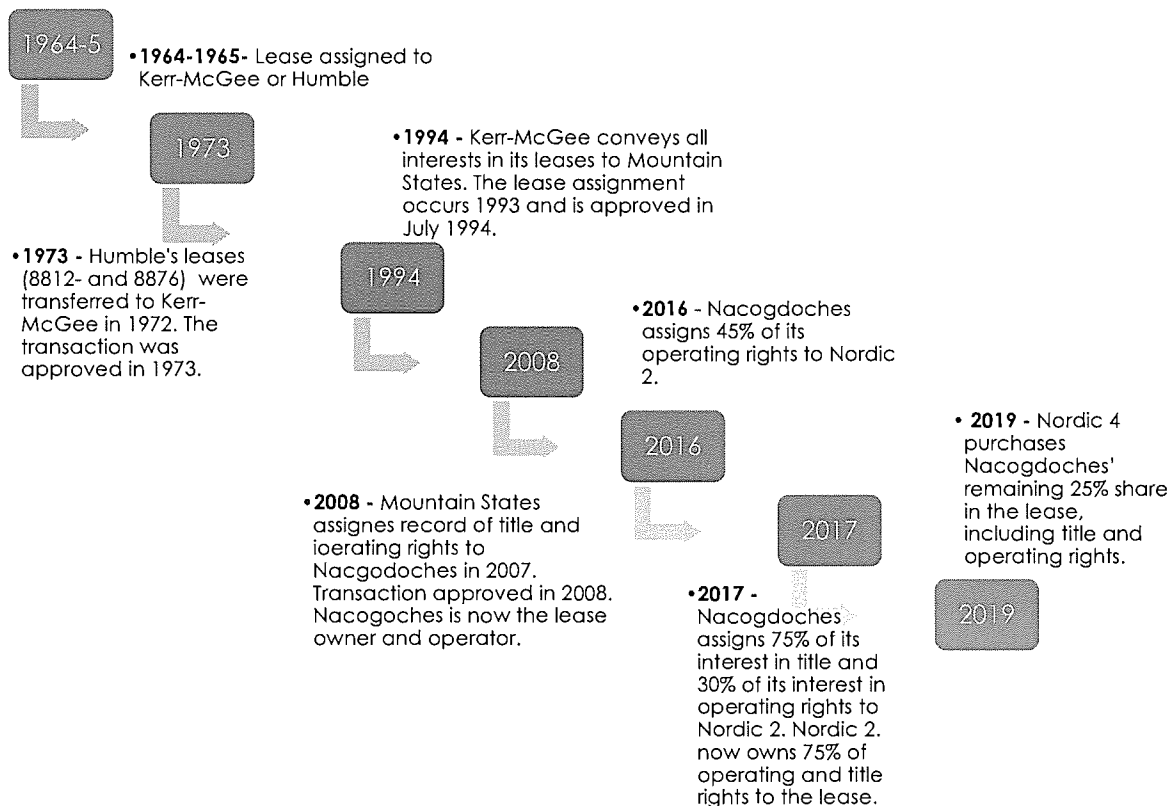 1964-5
•1964-1965- Lease assigned to
Kerr-McGee or Humble
1973
•1973 - Humble's leases
(8812- and 8876) were
transferred to Kerr-
McGee in 1972. The
transaction was
approved in 1973.
•1994 - Kerr-McGee conveys all
interests in its leases to Mountain
States. The lease assignment
occurs 1993 and is approved in
July 1994.
1994
2008
•2008 - Mountain States
assignes record of title and
ioerating rights to
Nacgodoches in 2007.
Transaction approved in 2008.
Nacogoches is now the lease
owner and operator.
•2016 - Nacogdoches
assigns 45% of its
operating rights to Nordic
2.
2016
2017
•2017 -
Nacogdoches
assigns 75% of its
interest in title and
30% of its interest in
operating rights to
Nordic 2. Nordic 2.
now owns 75% of
operating and title
rights to the lease.
• 2019 - Nordic 4
purchases
Nacogdoches'
remaining 25% share
in the lease,
including title and
operating rights.
2019